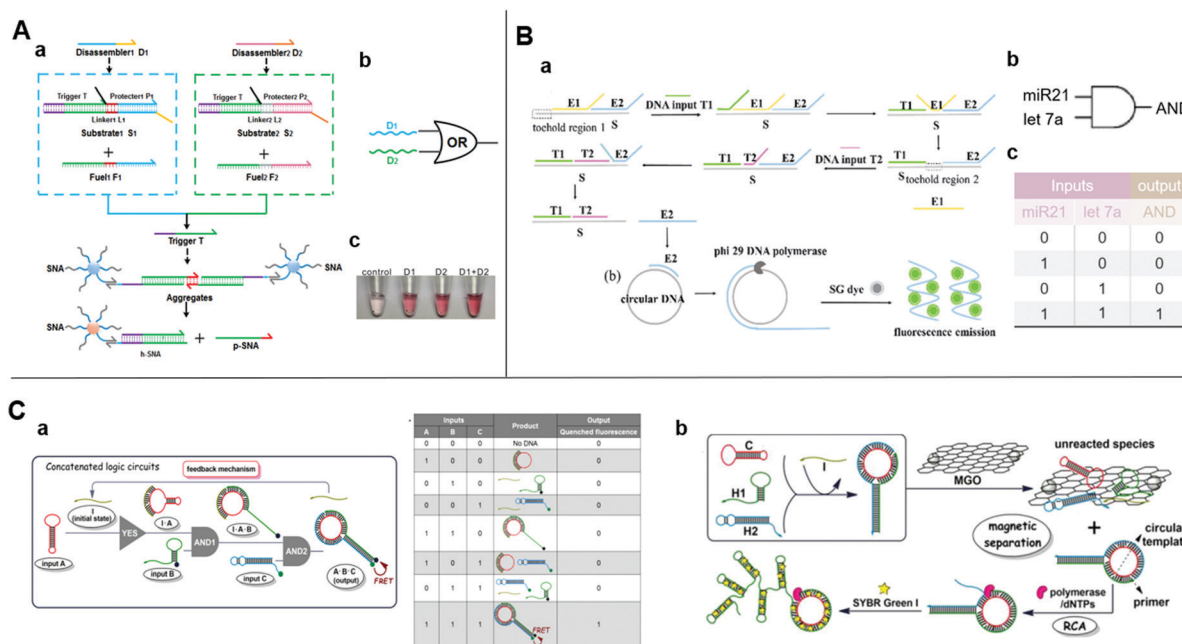 A
a
Disassembler1 D1
Disassembler2 D2
Trigger T
Protecter1 P1
Linker1 L1
Substrate1 S1
+
Fuel1 F1
Trigger T
Protecter2 P2
Linker2 L2
Substrate2 S2
+
Fuel2 F2
Trigger T
SNA
SNA
Aggregates
SNA
h-SNA
+
p-SNA
b
D1
D2
OR
c
control D1 D2 D1+D2
B
a
E1 E2
tochold region 1
S
DNA input T1
E1 E2
S
T1 E1 E2
S
DNA input T2
T1 E2
S
toehold region 2
E1
T1 T2 E2
S
T1 T2 E2
S
T1 T2
S
E2
(b)
E2
circular DNA
phi 29 DNA polymerase
SG dye
fluorescence emission
b
miR21
let 7a
AND
c
Inputs output
miR21 let 7a AND
0 0 0
1 0 0
0 1 0
1 1 1
C
a
Concatenated logic circuits
feedback mechanism
I
(initial state)
I·A
I·A·B
YES
AND1
AND2
input A
input B
input C
A·B·C
(output)
FRET
Inputs Product Output
A B C Quenched fluorescence
0 0 0 No DNA 0
1 0 0 0
0 1 0 0
0 0 1 0
1 1 0 0
1 0 1 0
0 1 1 0
1 1 1 FRET 1
b
C
H1
H2
I
MGO
unreacted species
magnetic
separation
+
circular
template
primer
polymerase
/dNTPs
RCA
SYBR Green I